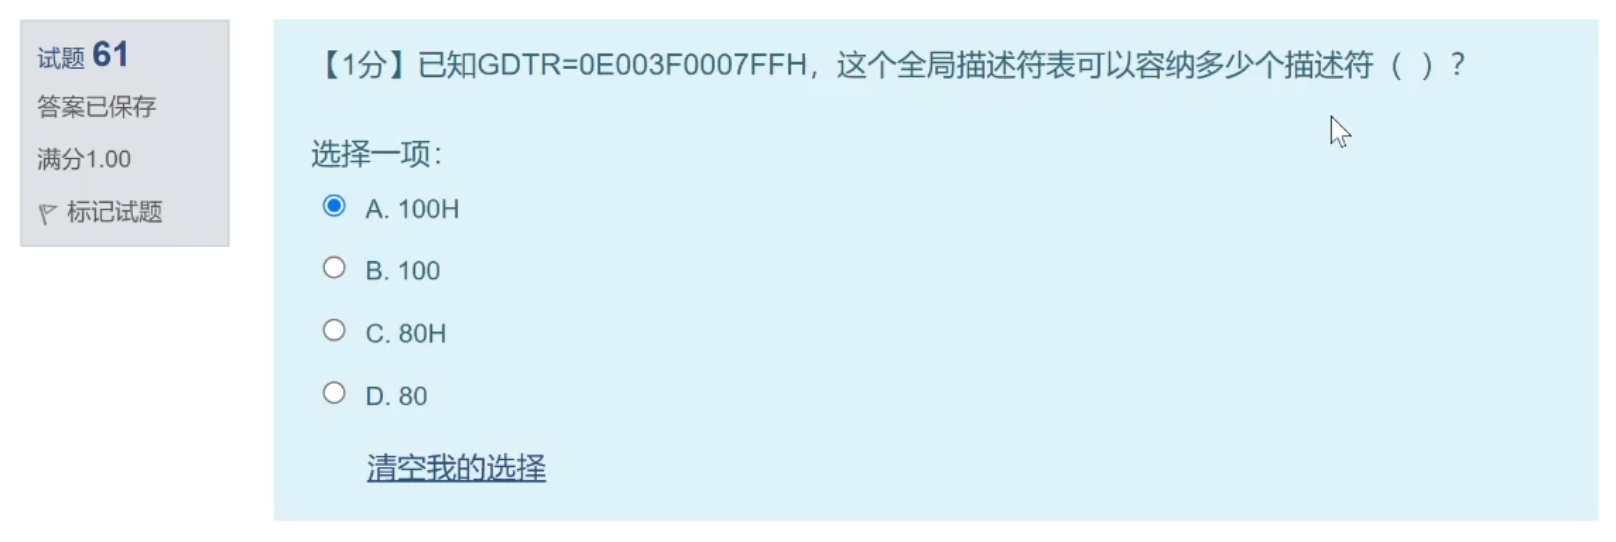 试题 61
答案已保存
满分1.00
标记试题
【1分】已知GDTR=0E003F0007FFH，这个全局描述符表可以容纳多少个描述符（ ）？
选择一项：
A. 100H
B. 100
C. 80H
D. 80
清空我的选择